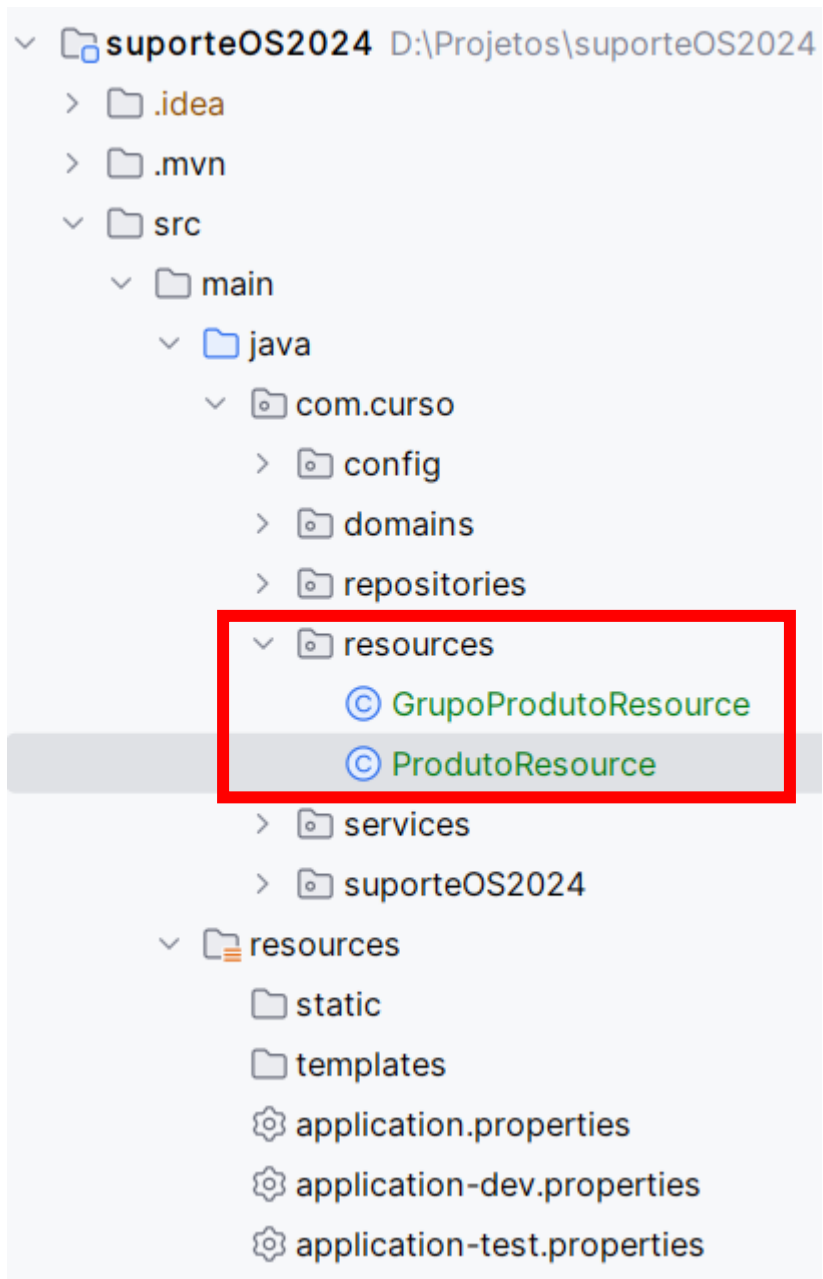 suporteOS2024 D:\Projetos\suporteOS2024
.idea
.mvn
src
main
java
com.curso
config
domains
repositories
resources
GrupoProdutoResource
ProdutoResource
services
suporteOS2024
resources
static
templates
application.properties
application-dev.properties
application-test.properties